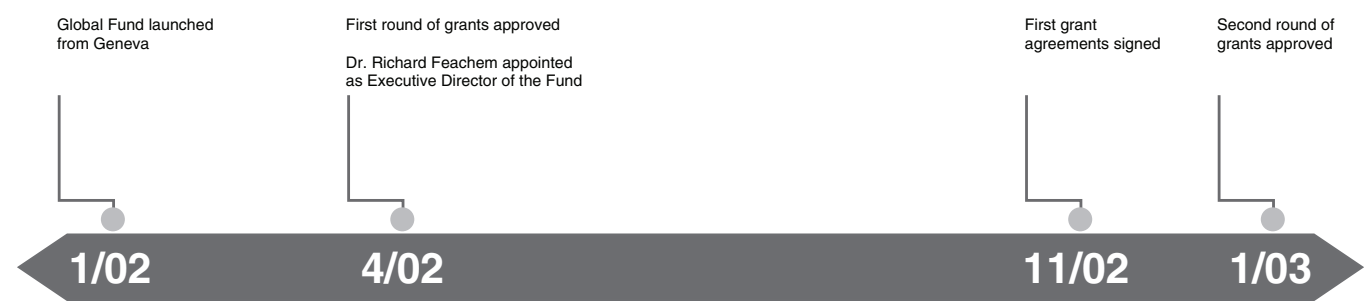 Global Fund launched
from Geneva
First round of grants approved
Dr. Richard Feachem appointed
as Executive Director of the Fund
First grant
agreements signed
Second round of
grants approved
1/02
4/02
11/02
1/03